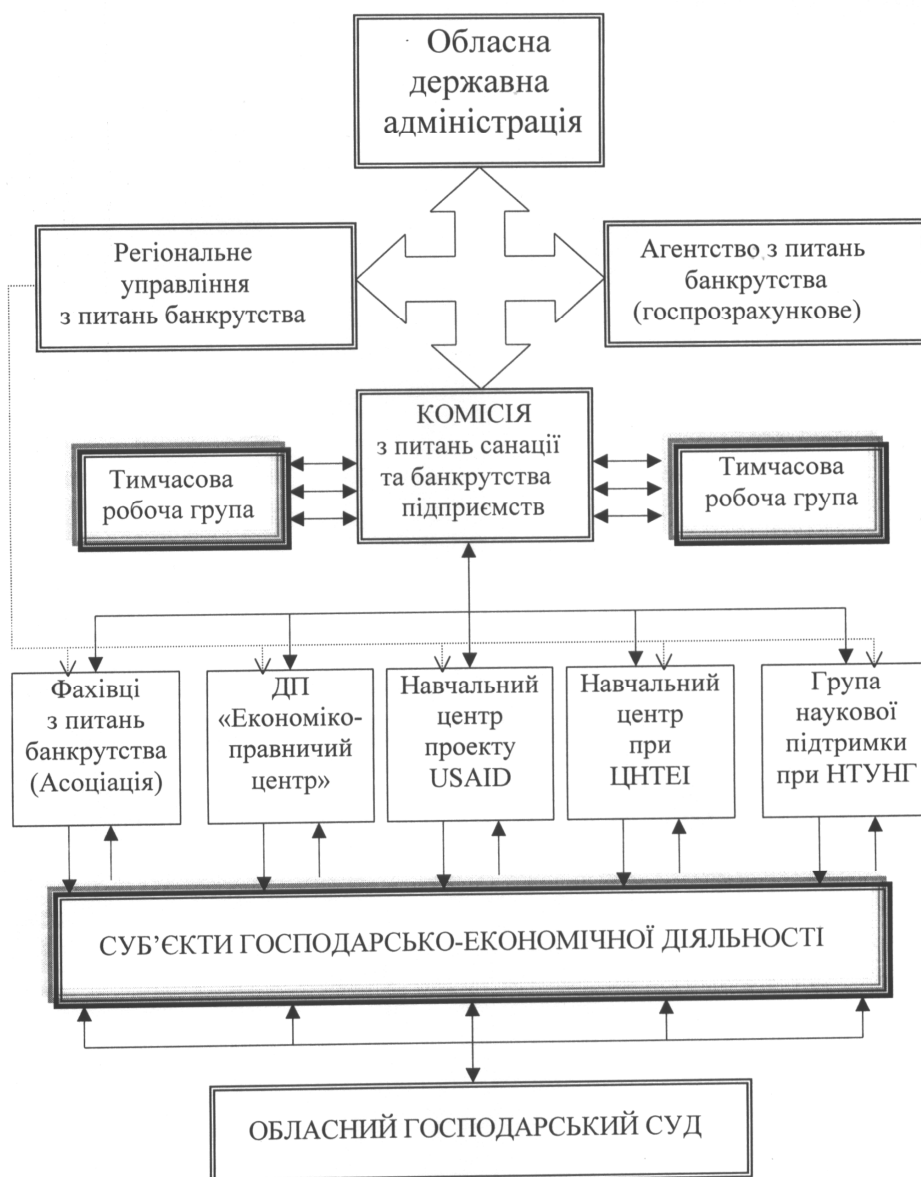 Обласна
державна
адміністрація
Регіональне
управління
з питань банкрутства
Агентство з питань
банкрутства
(госпрозрахункове)
КОМІСІЯ
з питань санації
та банкрутства
підприємств
Тимчасова
робоча група
Тимчасова
робоча група
Фахівці
з питань
банкрутства
(Асоціація)
ДП
«Економіко-
правничий
центр»
Навчальний
центр
проекту
USAID
Навчальний
центр
при
ЦНТЕІ
Група
наукової
підтримки
при НТУНГ
СУБ’ЄКТИ ГОСПОДАРСЬКО-ЕКОНОМІЧНОЇ ДІЯЛЬНОСТІ
ОБЛАСНИЙ ГОСПОДАРСЬКИЙ СУД